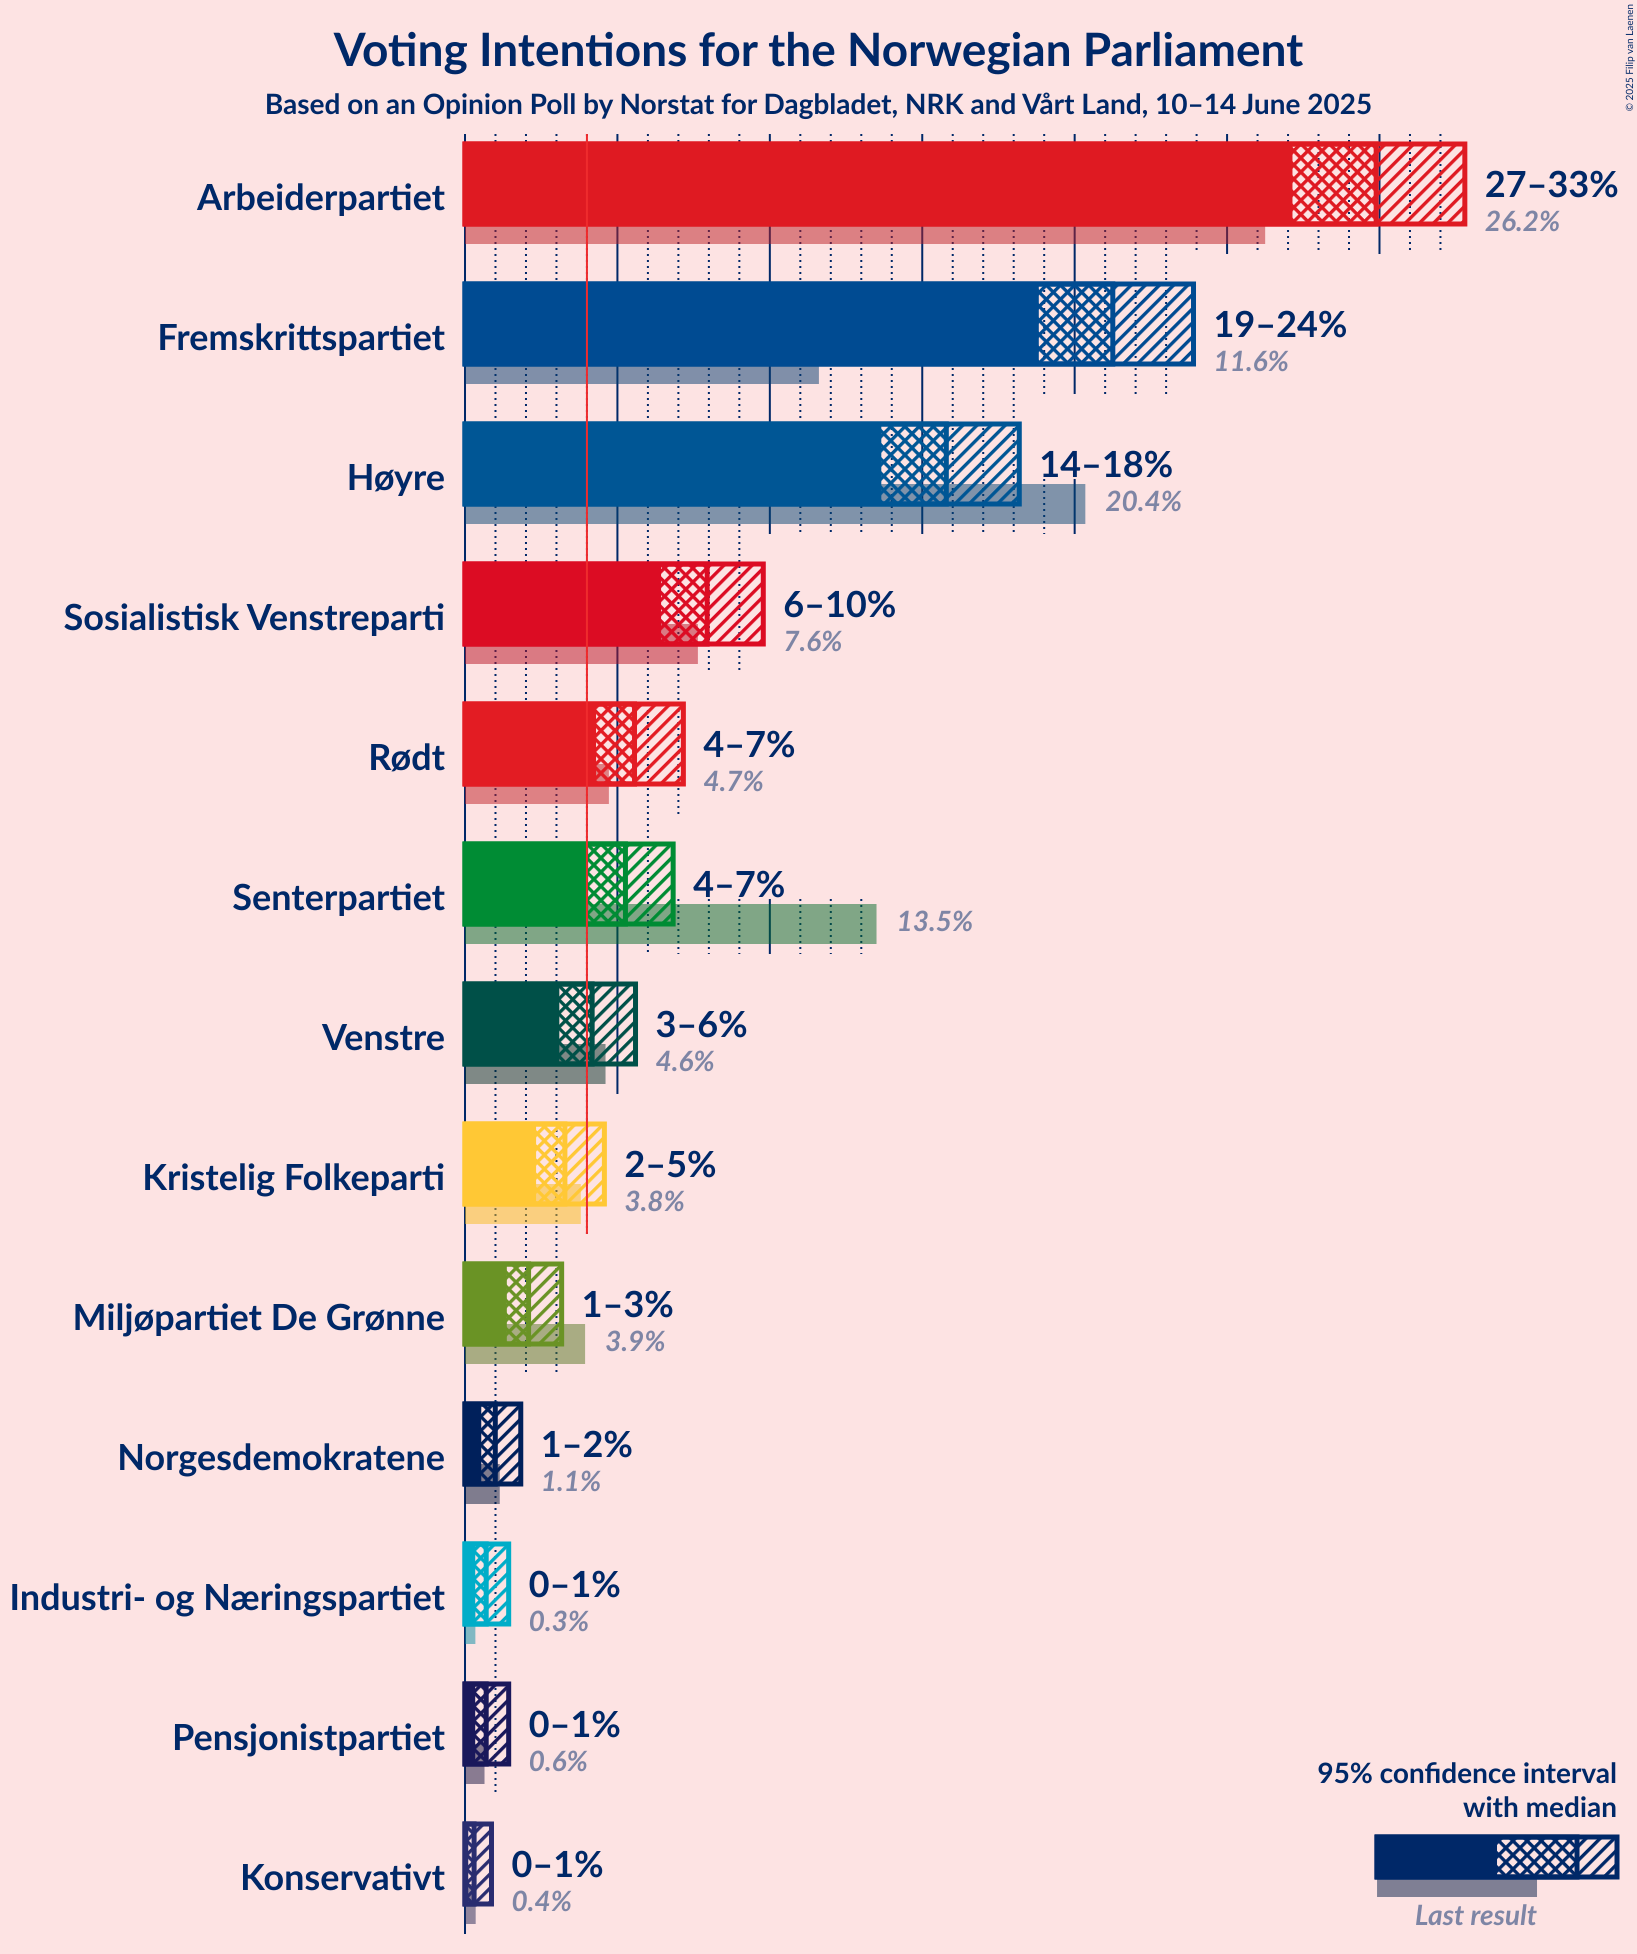 Voting Intentions for the Norwegian Parliament
Based on an Opinion Poll by Norstat for Dagbladet, NRK and Vårt Land, 10–14 June 2025
© 2025 Filip van Laenen
Arbeiderpartiet
27–33%
26.2%
Fremskrittspartiet
19–24%
11.6%
Høyre
14–18%
20.4%
Sosialistisk Venstreparti
6–10%
7.6%
Rødt
4–7%
4.7%
Senterpartiet
4–7%
13.5%
Venstre
3–6%
4.6%
Kristelig Folkeparti
2–5%
3.8%
Miljøpartiet De Grønne
1–3%
3.9%
Norgesdemokratene
1–2%
1.1%
Industri- og Næringspartiet
0–1%
0.3%
Pensjonistpartiet
0–1%
0.6%
Konservativt
0–1%
0.4%
95% confidence interval
with median
Last result